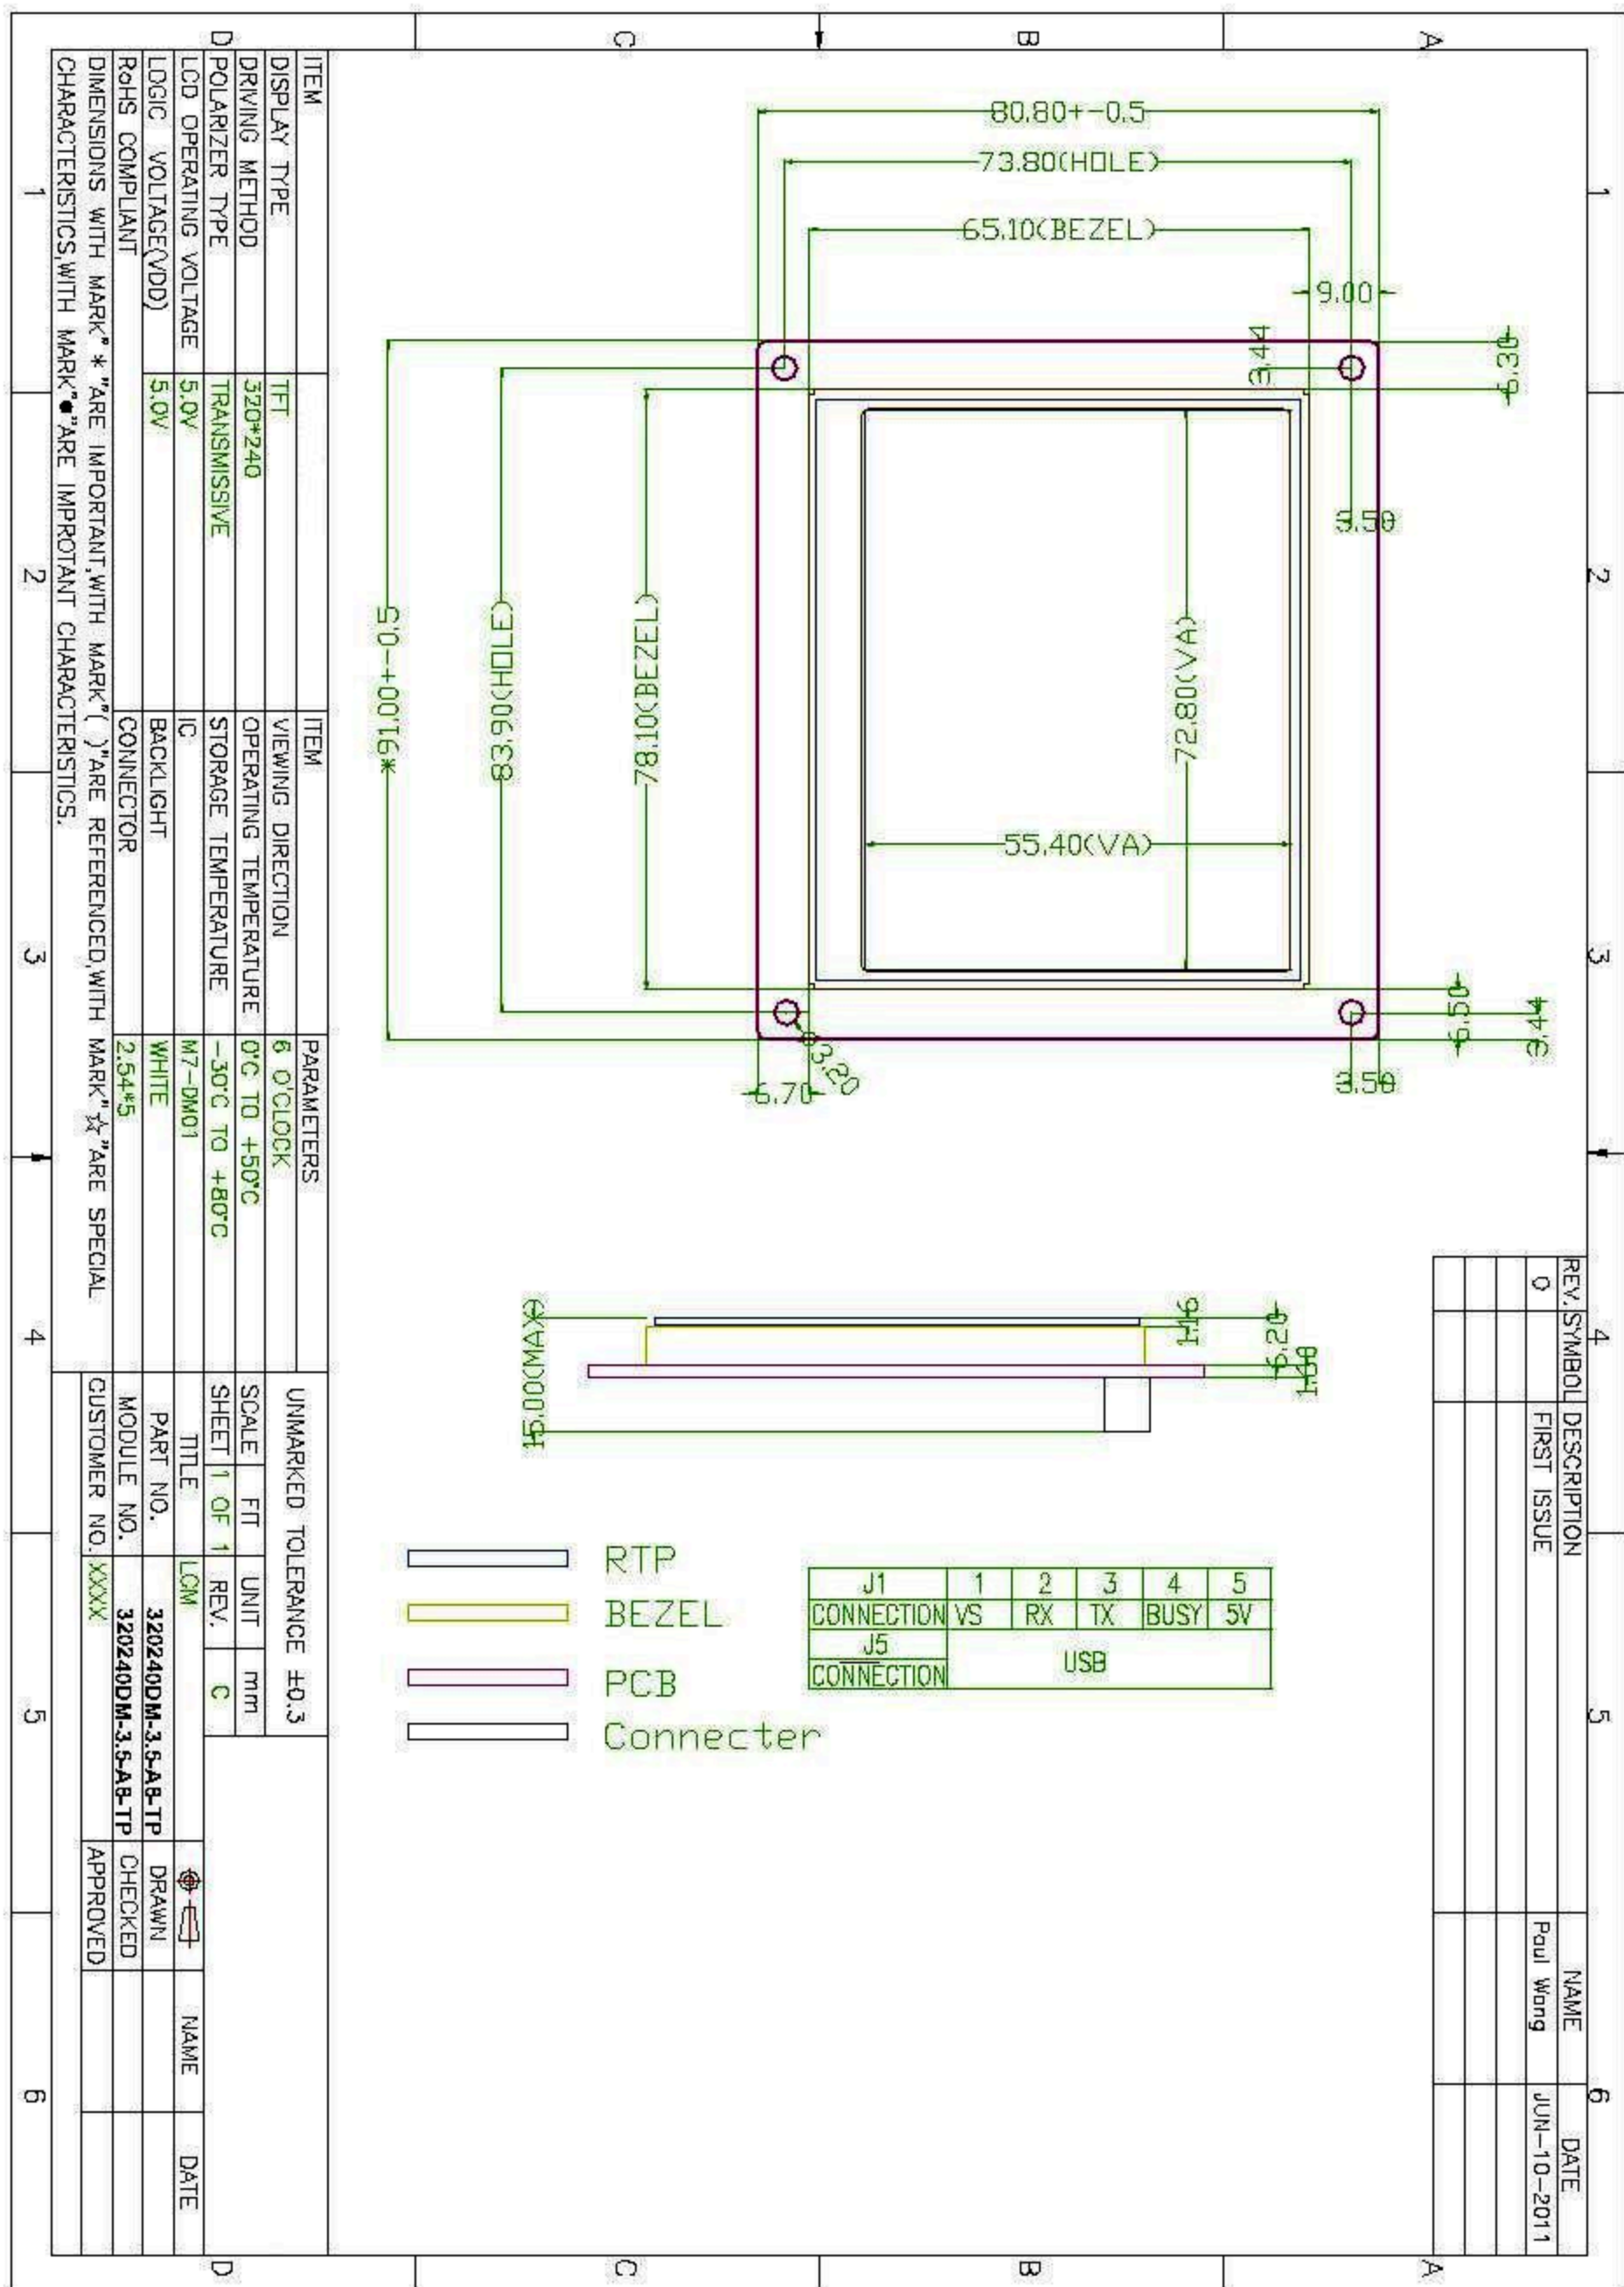 1 2 3 4 5 6
A B C D
REV. SYMBOL DESCRIPTION NAME DATE
0 FIRST ISSUE Paul Wang JUN-10-2011
80.80+-0.5
73.80(HOLE)
65.10(BEZEL)
9.00
3.44
6.30
3.50
*91.00+-0.5
83.90(HOLE)
78.10(BEZEL)
72.80(VA)
55.40(VA)
6.50
3.44
3.50
3.20
6.70
15.00(MAX)
1.16
6.20
1.60
RTP
BEZEL
PCB
Connecter
J1 1 2 3 4 5
CONNECTION VS RX TX BUSY 5V
J5
CONNECTION USB
ITEM ITEM PARAMETERS
DISPLAY TYPE TFT VIEWING DIRECTION 6 O'CLOCK
DRIVING METHOD 320*240 OPERATING TEMPERATURE 0°C TO +50°C
POLARIZER TYPE TRANSMISSIVE STORAGE TEMPERATURE -30°C TO +80°C
LCD OPERATING VOLTAGE 5.0V IC M7-DM01
LOGIC VOLTAGE(VDD) 5.0V BACKLIGHT WHITE
RoHS COMPLIANT CONNECTOR 2.54*5
DIMENSIONS WITH MARK" * "ARE IMPORTANT,WITH MARK"( )"ARE REFERENCED,WITH MARK"☆"ARE SPECIAL
CHARACTERISTICS,WITH MARK"●"ARE IMPROTANT CHARACTERISTICS.
UNMARKED TOLERANCE ±0.3
SCALE FIT UNIT mm
SHEET 1 OF 1 REV. C
TITLE LCM NAME DATE
PART NO. 320240DM-3.5-A8-TP DRAWN
MODULE NO. 320240DM-3.5-A8-TP CHECKED
CUSTOMER NO. XXXX APPROVED
1 2 3 4 5 6
A B C D